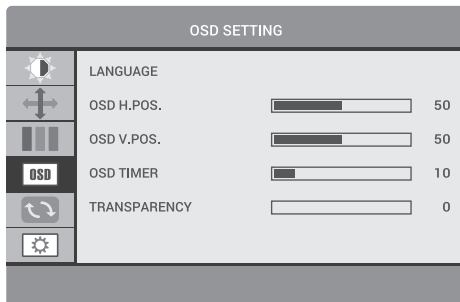 OSD SETTING
LANGUAGE
OSD H.POS. 50
OSD V.POS. 50
OSD
OSD TIMER 10
TRANSPARENCY 0